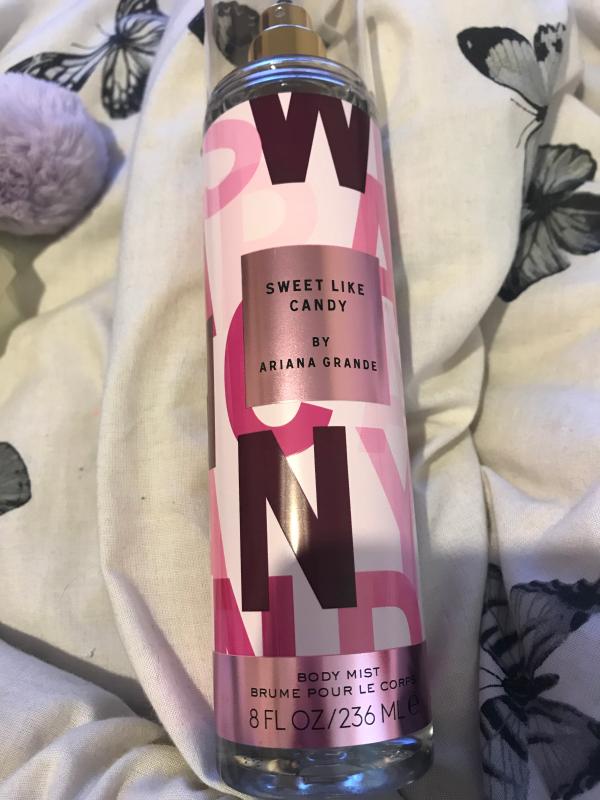 W
SWEET LIKE
CANDY
BY
ARIANA GRANDE
C
N
Y
N D
BODY MIST
BRUME POUR LE CORPS
8 FL OZ/236 ML e